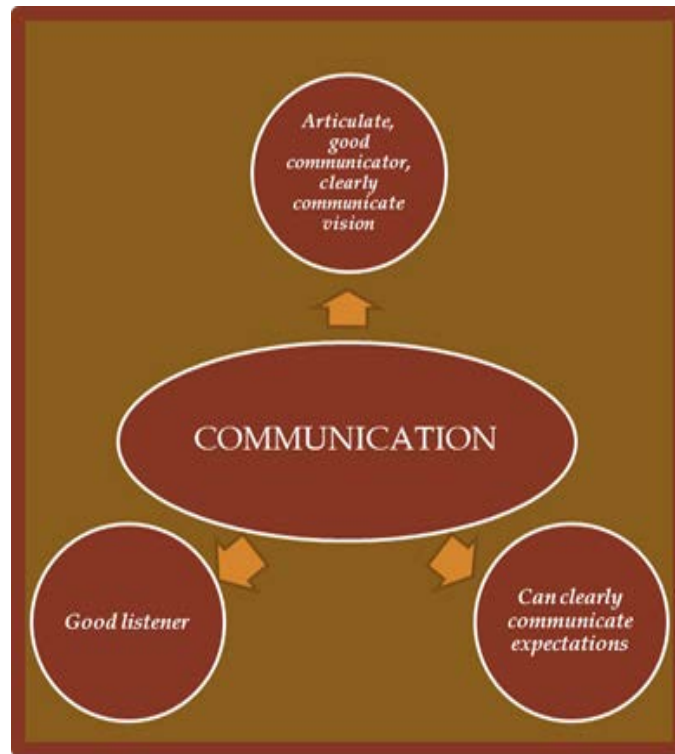 Articulate,
good
communicator,
clearly
communicate
vision
COMMUNICATION
Good listener
Can clearly
communicate
expectations